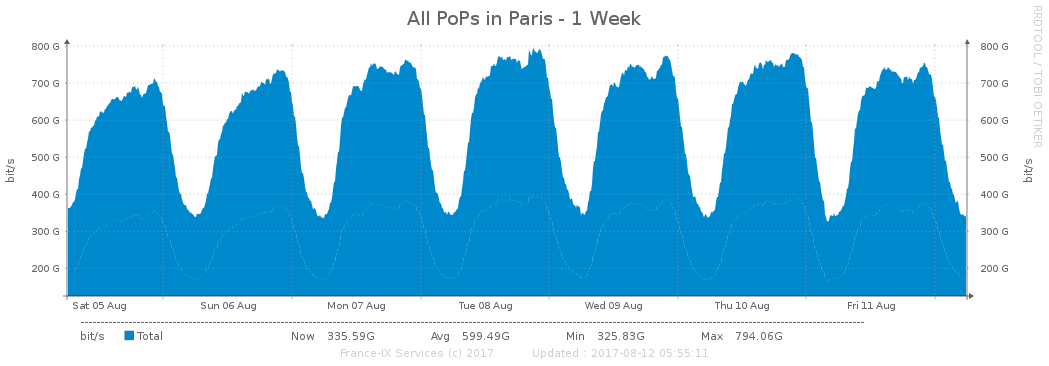 All PoPs in Paris - 1 Week
RRDTOOL / TOBI OETIKER
800 G 800 G
700 G 700 G
600 G 600 G
500 G 500 G
400 G 400 G
300 G 300 G
200 G 200 G
bit/s bit/s
Sat 05 Aug Sun 06 Aug Mon 07 Aug Tue 08 Aug Wed 09 Aug Thu 10 Aug Fri 11 Aug
bit/s Total Now 335.59G Avg 599.49G Min 325.83G Max 794.06G
France-IX Services (c) 2017 Updated : 2017-08-12 05:55:11